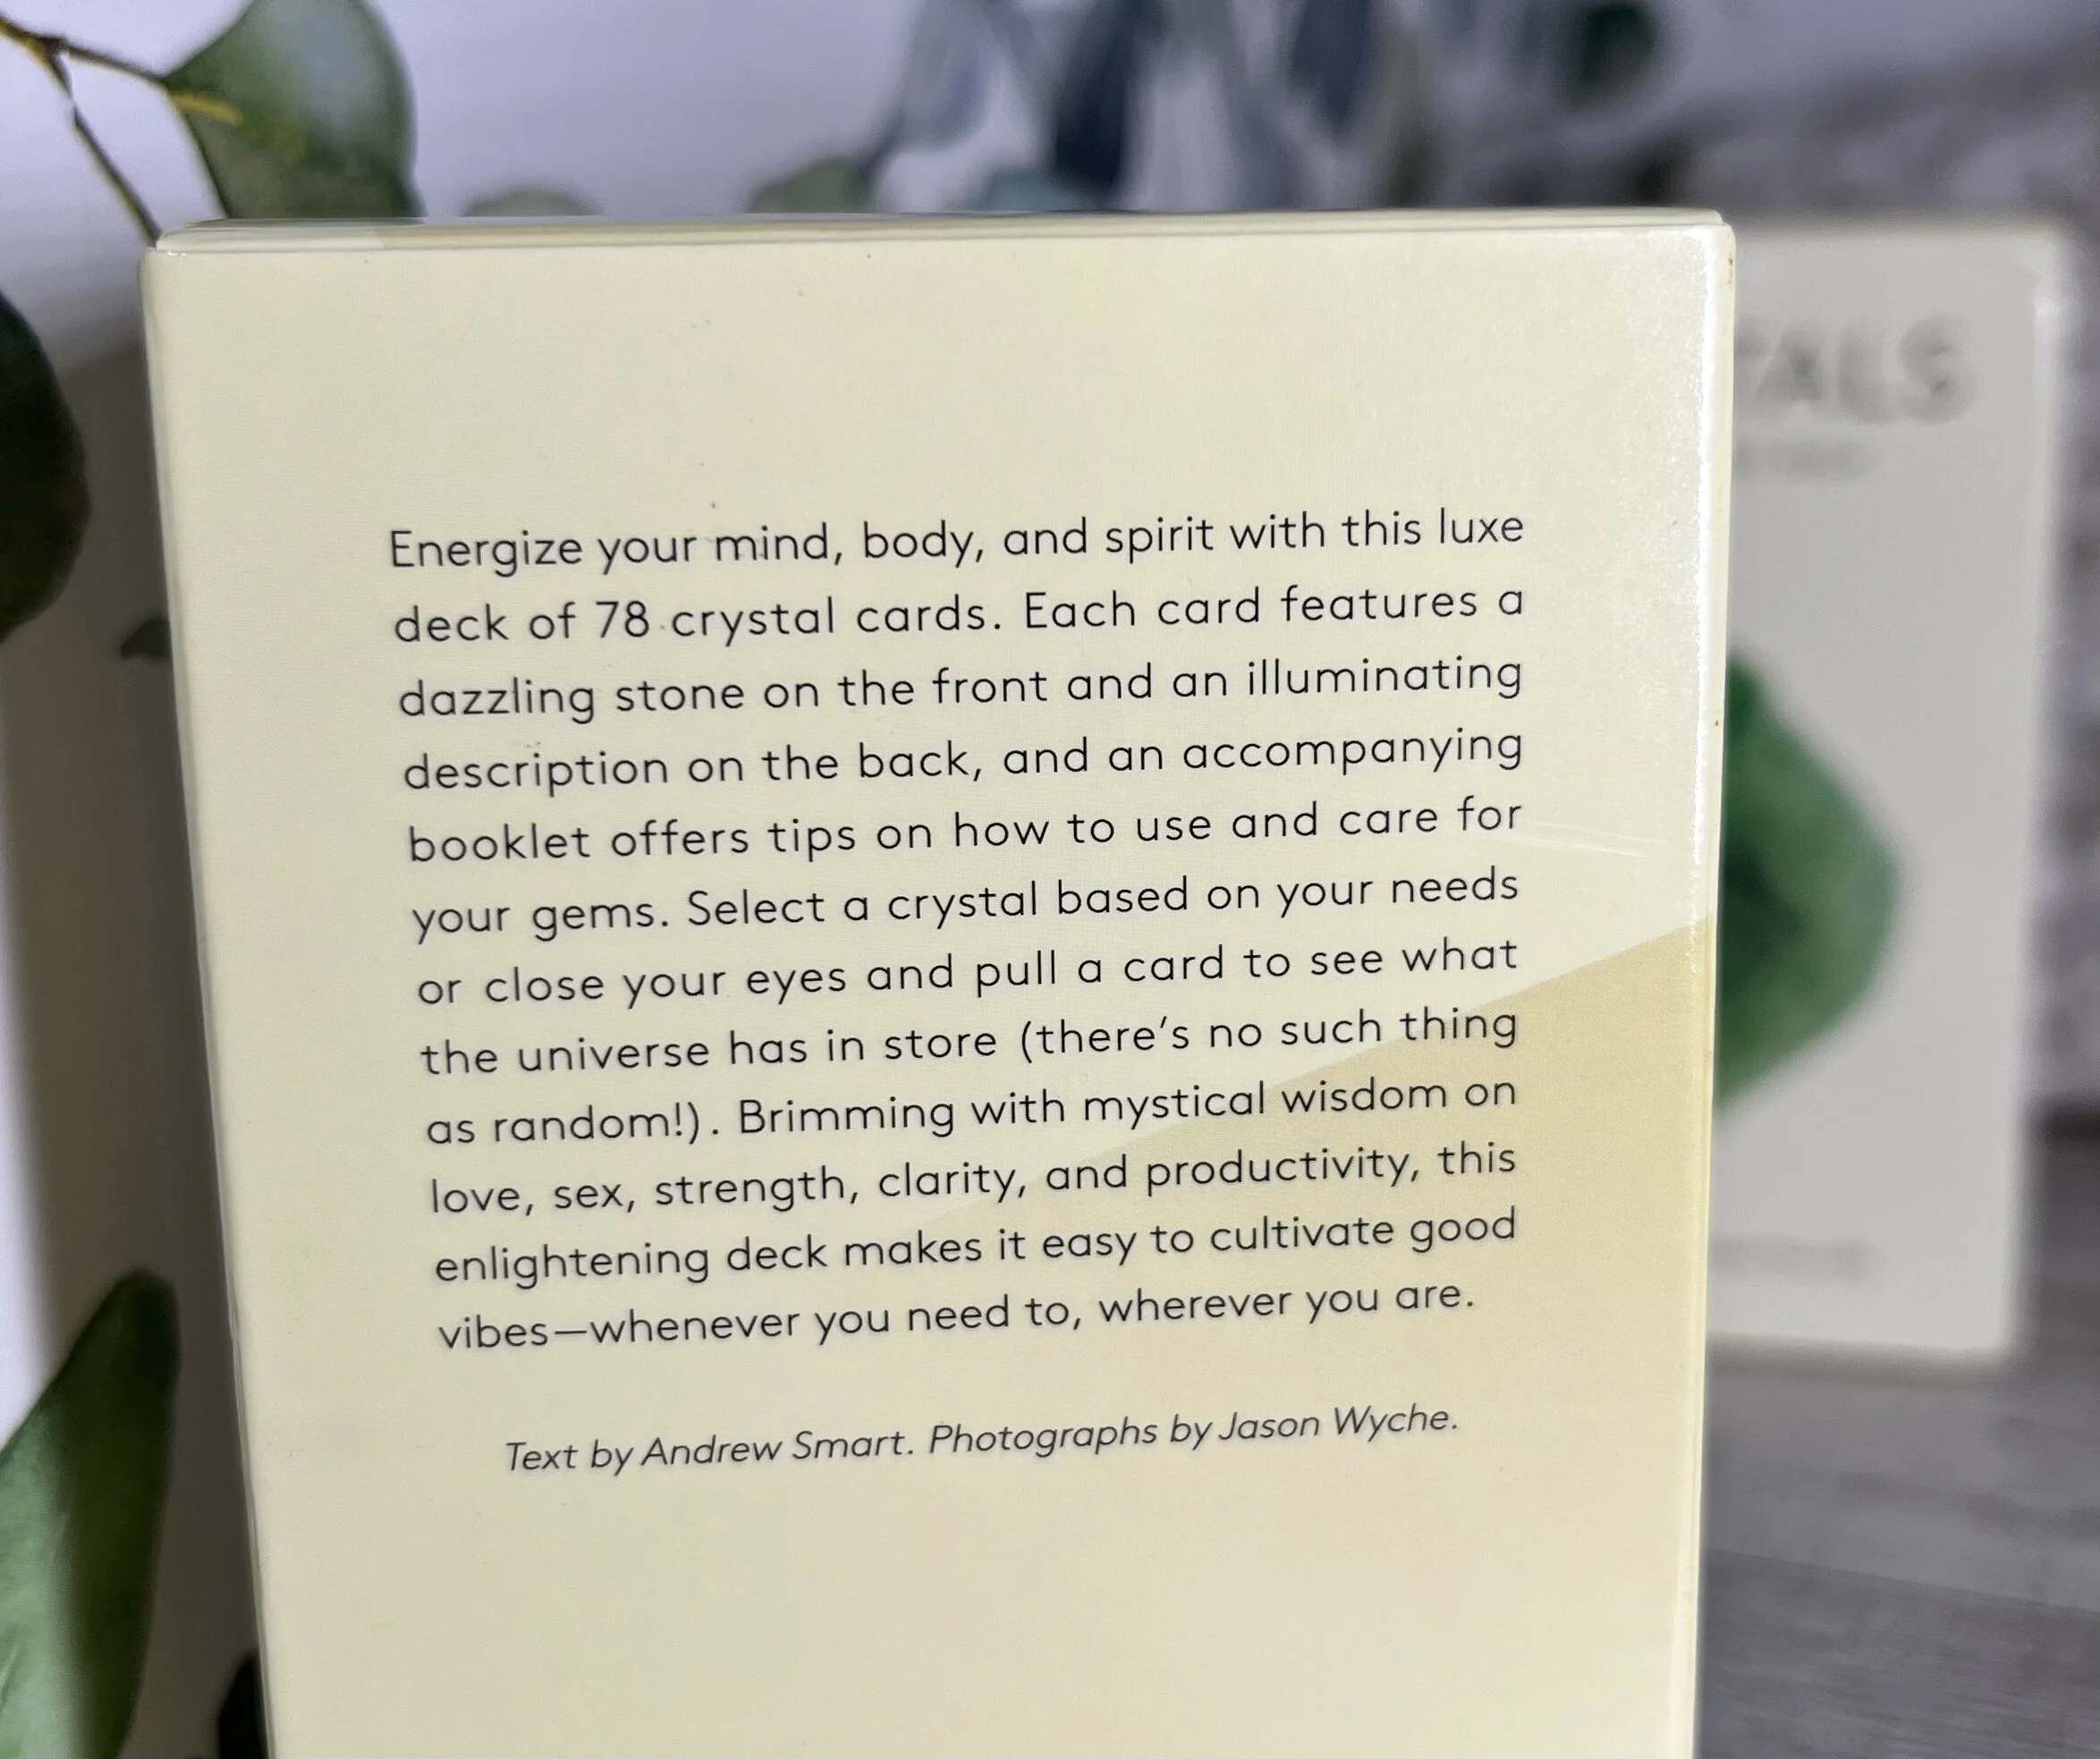 Energize your mind, body, and spirit with this luxe
deck of 78 crystal cards. Each card features a
dazzling stone on the front and an illuminating
description on the back, and an accompanying
booklet offers tips on how to use and care for
your gems. Select a crystal based on your needs
or close your eyes and pull a card to see what
the universe has in store (there's no such thing
as random!). Brimming with mystical wisdom on
love, sex, strength, clarity, and productivity, this
enlightening deck makes it easy to cultivate good
vibes—whenever you need to, wherever you are.
Text by Andrew Smart. Photographs by Jason Wyche.
TALS